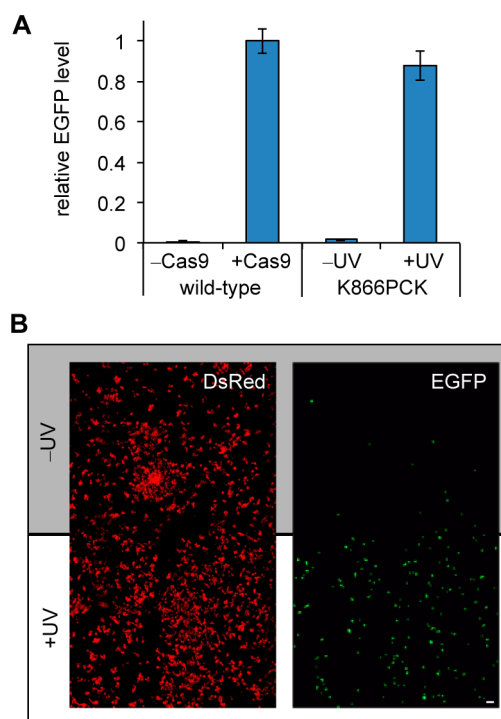 A
relative EGFP level
1
0.8
0.6
0.4
0.2
0
–Cas9 +Cas9 –UV +UV
wild-type K866PCK
B
DsRed EGFP
–UV
+UV